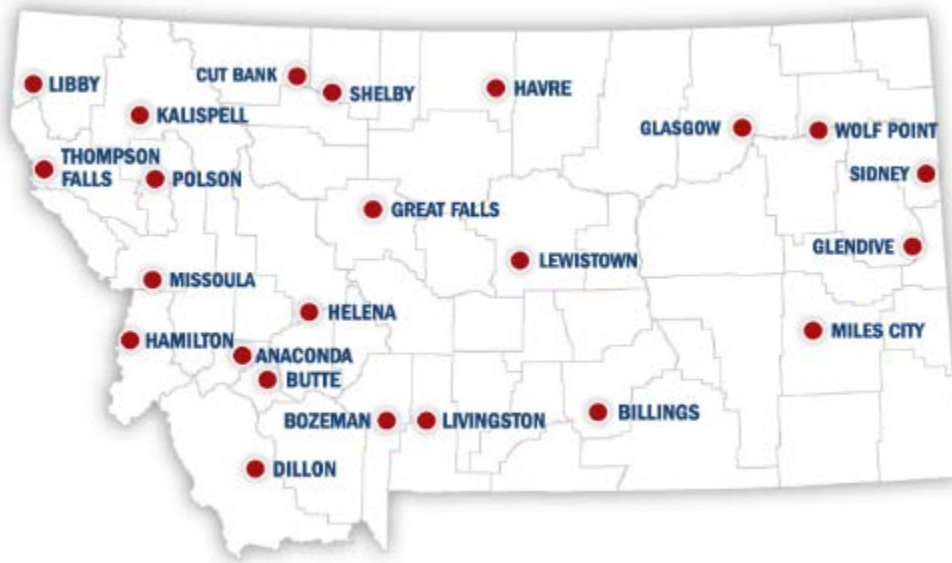 CUT BANK
LIBBY
SHELBY
HAVRE
KALISPELL
GLASGOW
WOLF POINT
THOMPSON
FALLS
POLSON
SIDNEY
GREAT FALLS
GLENDIVE
LEWISTOWN
MISSOULA
HELENA
MILES CITY
HAMILTON
ANACONDA
BUTTE
BILLINGS
BOZEMAN
LIVINGSTON
DILLON